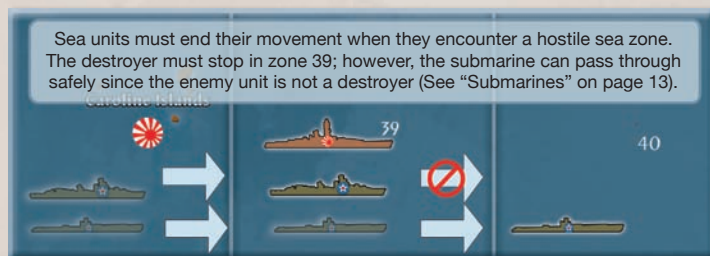 Sea units must end their movement when they encounter a hostile sea zone.
The destroyer must stop in zone 39; however, the submarine can pass through
safely since the enemy unit is not a destroyer (See “Submarines” on page 13).
Caroline Islands
39
40